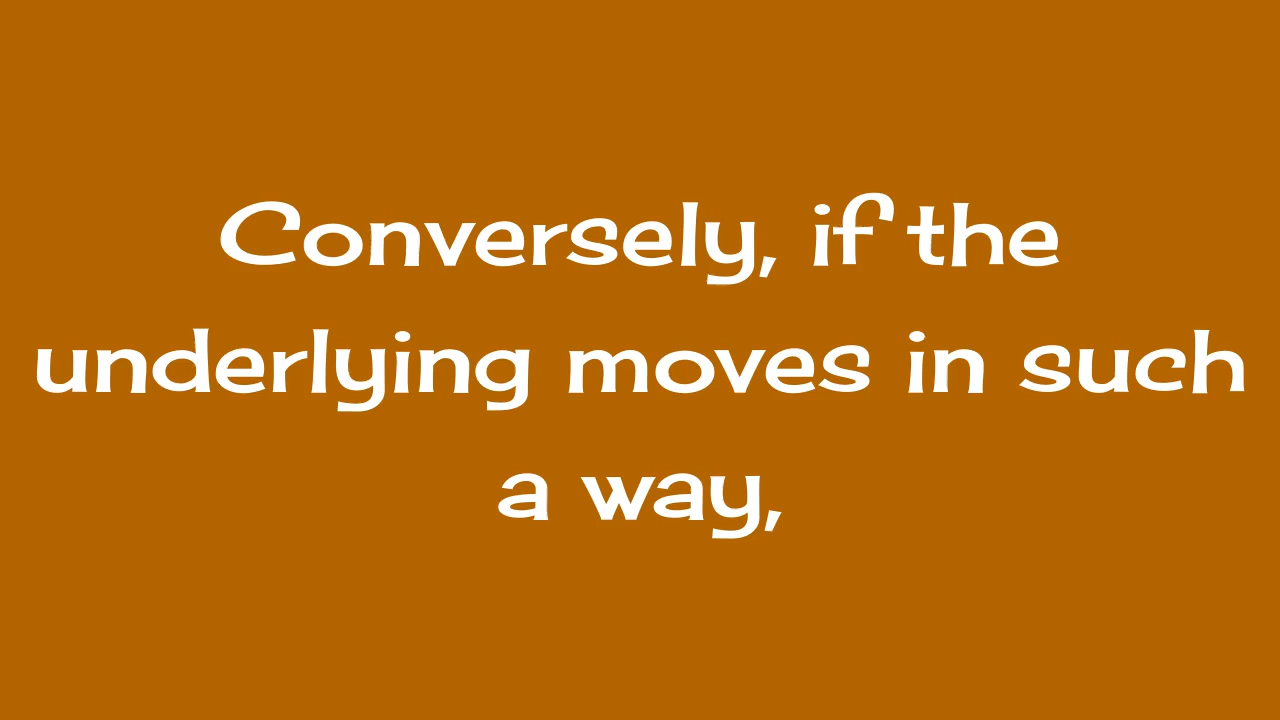 Conversely, if the
underlying moves in such
a way,